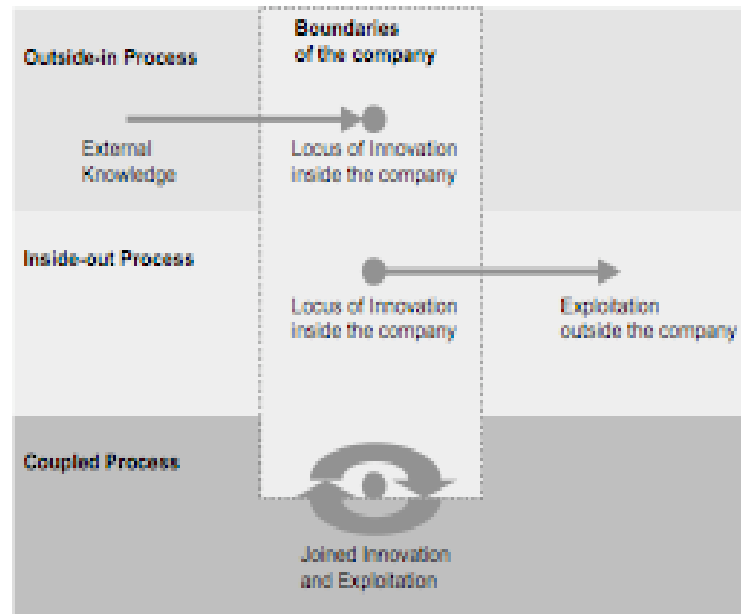 Boundaries
of the company
Outside-in Process
External
Knowledge
Locus of Innovation
inside the company
Inside-out Process
Locus of Innovation
inside the company
Exploitation
outside the company
Coupled Process
Joined Innovation
and Exploitation